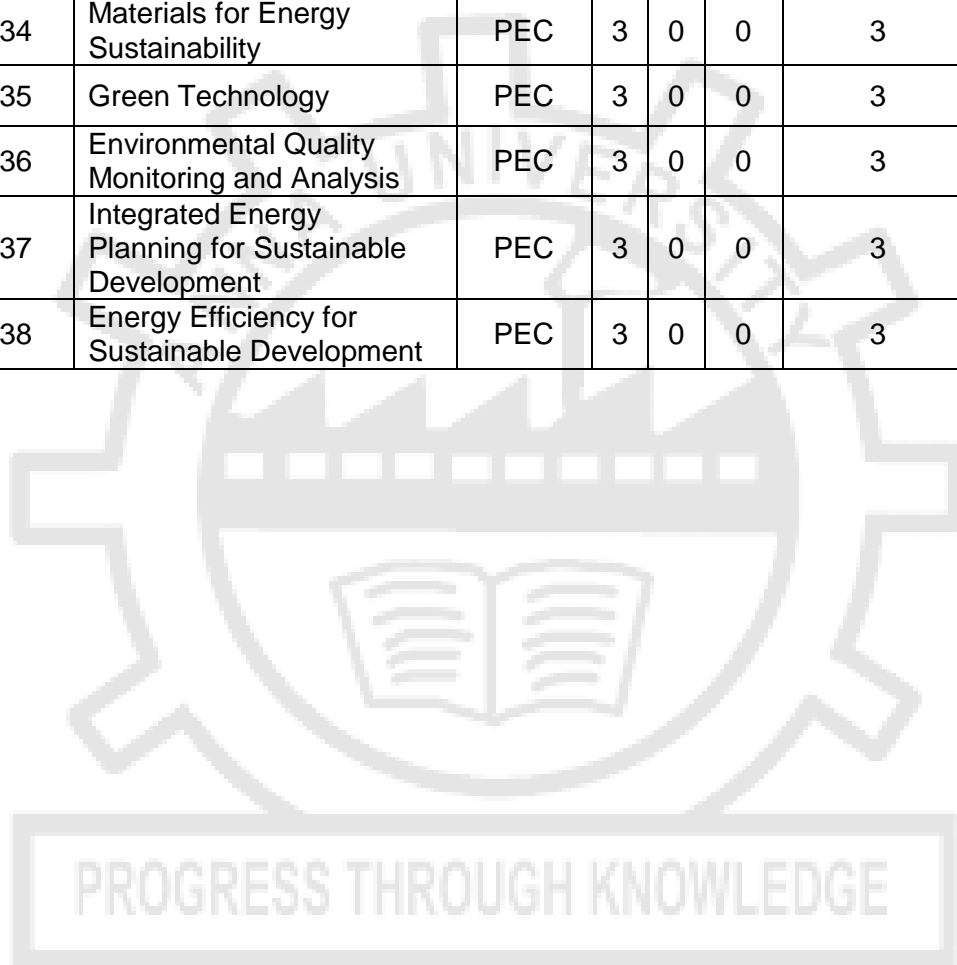 34 Materials for Energy Sustainability PEC 3 0 0 3
35 Green Technology PEC 3 0 0 3
36 Environmental Quality Monitoring and Analysis PEC 3 0 0 3
37 Integrated Energy Planning for Sustainable Development PEC 3 0 0 3
38 Energy Efficiency for Sustainable Development PEC 3 0 0 3
UNIVERSITY
PROGRESS THROUGH KNOWLEDGE